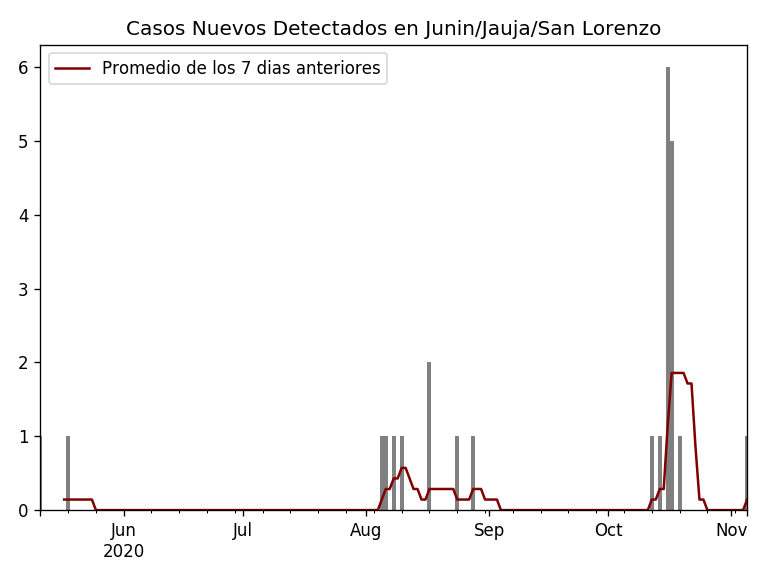 Casos Nuevos Detectados en Junin/Jauja/San Lorenzo
Promedio de los 7 dias anteriores
6
5
4
3
2
1
0
Jun Jul Aug Sep Oct Nov
2020